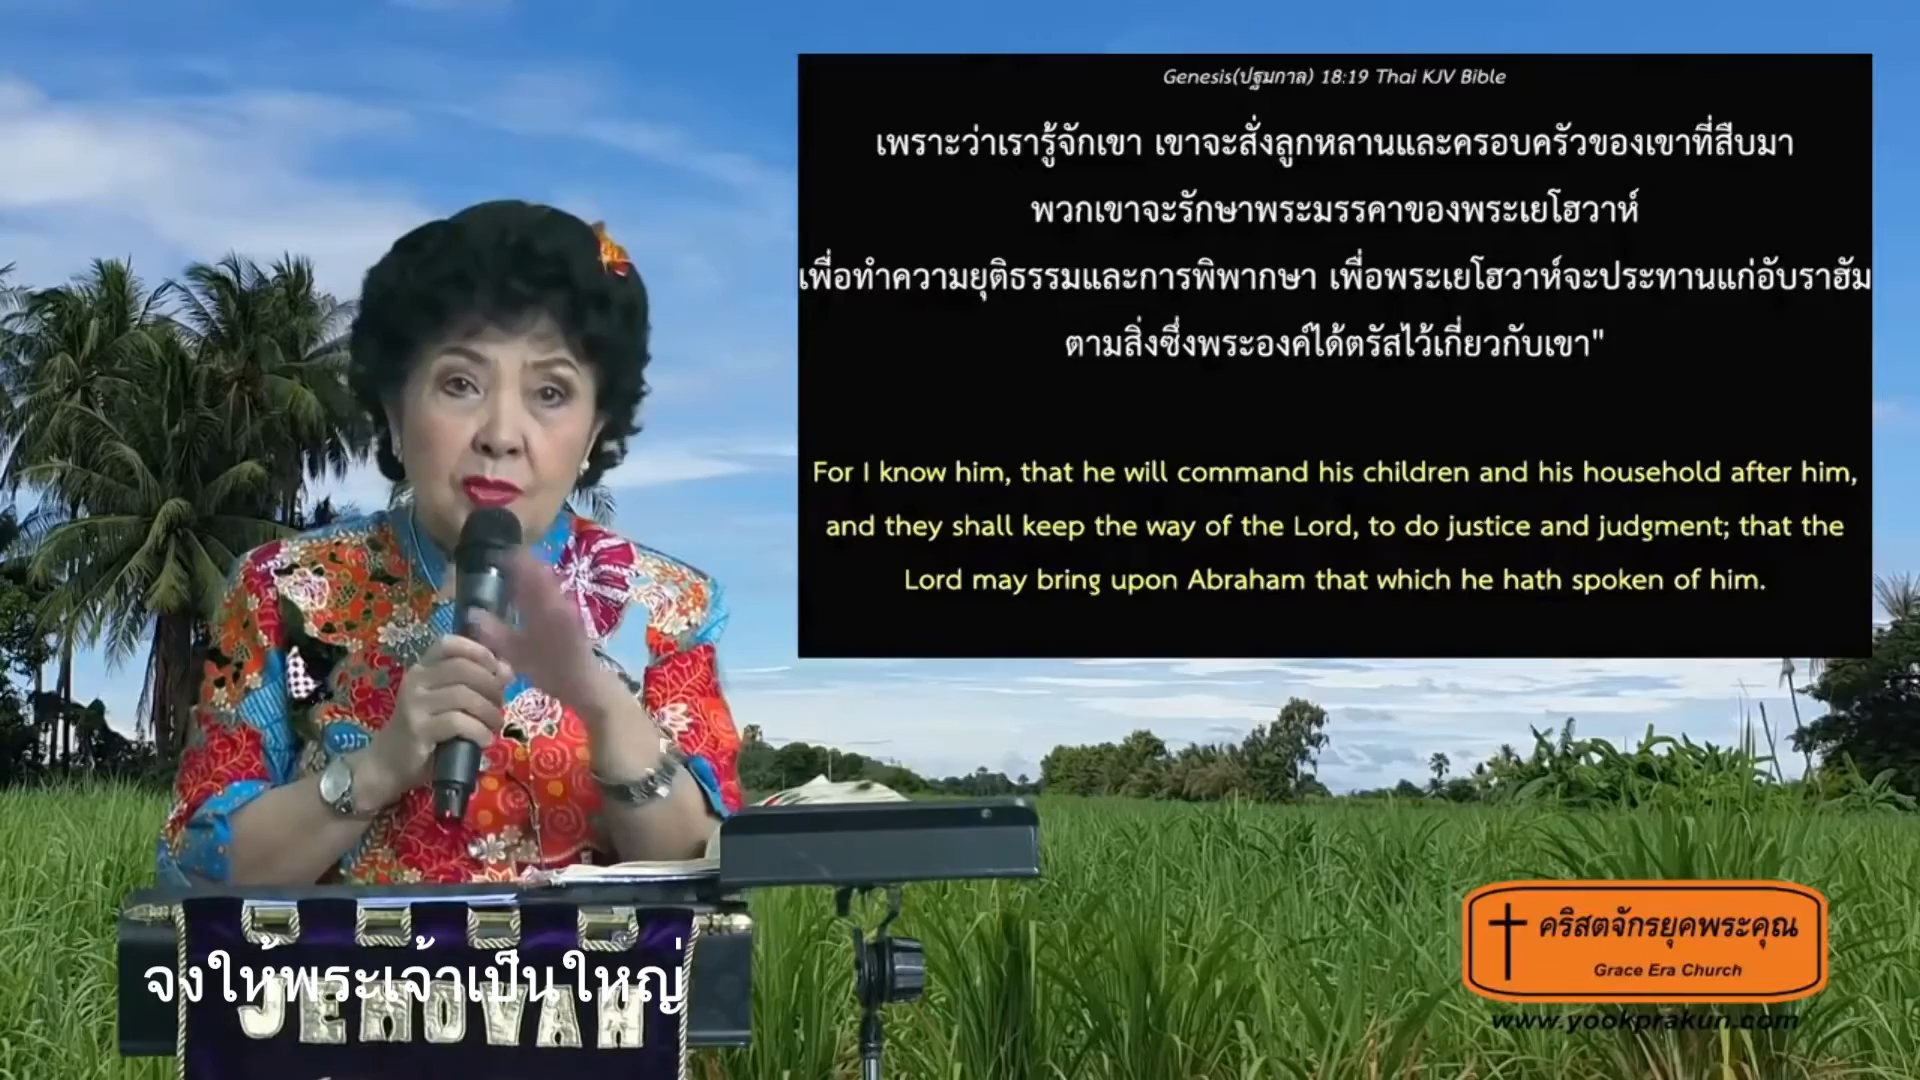 Genesis(ปฐมกาล) 18:19 Thai KJV Bible
เพราะว่าเรารู้จักเขา เขาจะสั่งลูกหลานและครอบครัวของเขาที่สืบมา
พวกเขาจะรักษาพระมรรคาของพระเยโฮวาห์
เพื่อทำความยุติธรรมและการพิพากษา เพื่อพระเยโฮวาห์จะประทานแก่อับราฮัม
ตามสิ่งซึ่งพระองค์ได้ตรัสไว้เกี่ยวกับเขา"
For I know him, that he will command his children and his household after him,
and they shall keep the way of the Lord, to do justice and judgment; that the
Lord may bring upon Abraham that which he hath spoken of him.
จงให้พระเจ้าเป็นใหญ่
JEHOVAH
คริสตจักรยุคพระคุณ
Grace Era Church
www.yookprakun.com